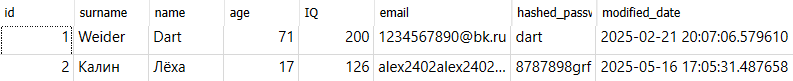 id surname name age IQ email hashed_passw modified_date
1 Weider Dart 71 200 1234567890@bk.ru dart 2025-02-21 20:07:06.579610
2 Калин Лёха 17 126 alex2402alex2402... 8787898grf 2025-05-16 17:05:31.487658